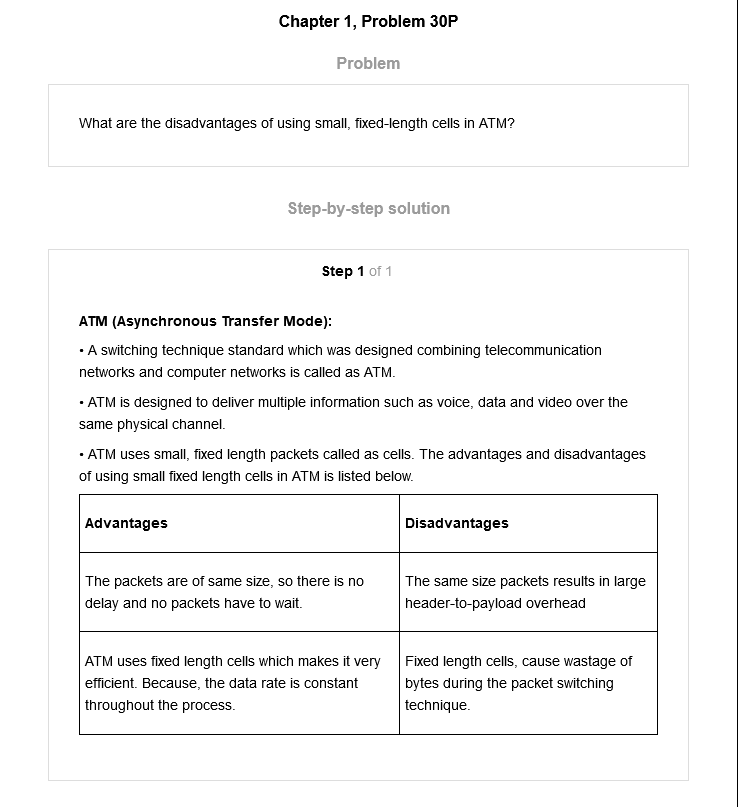 Chapter 1, Problem 30P
Problem
What are the disadvantages of using small, fixed-length cells in ATM?
Step-by-step solution
Step 1 of 1
ATM (Asynchronous Transfer Mode):
• A switching technique standard which was designed combining telecommunication
networks and computer networks is called as ATM.
• ATM is designed to deliver multiple information such as voice, data and video over the
same physical channel.
• ATM uses small, fixed length packets called as cells. The advantages and disadvantages
of using small fixed length cells in ATM is listed below.
Advantages
Disadvantages
The packets are of same size, so there is no
delay and no packets have to wait.
The same size packets results in large
header-to-payload overhead
ATM uses fixed length cells which makes it very
efficient. Because, the data rate is constant
throughout the process.
Fixed length cells, cause wastage of
bytes during the packet switching
technique.